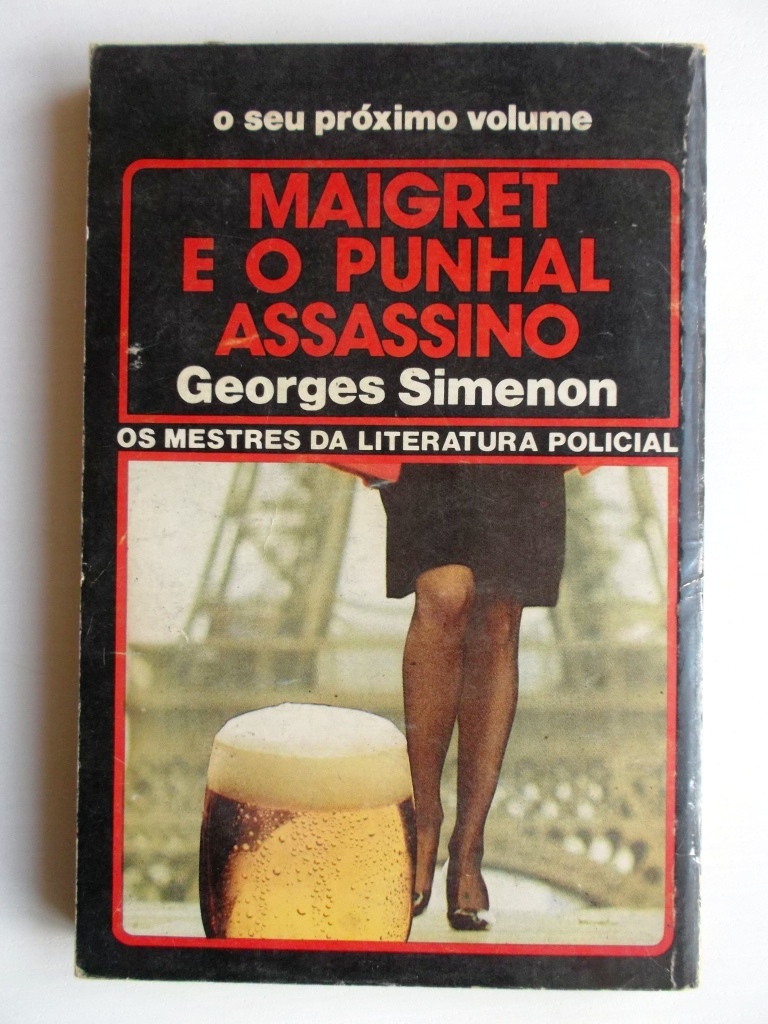 o seu próximo volume
MAIGRET
E O PUNHAL
ASSASSINO
Georges Simenon
OS MESTRES DA LITERATURA POLICIAL